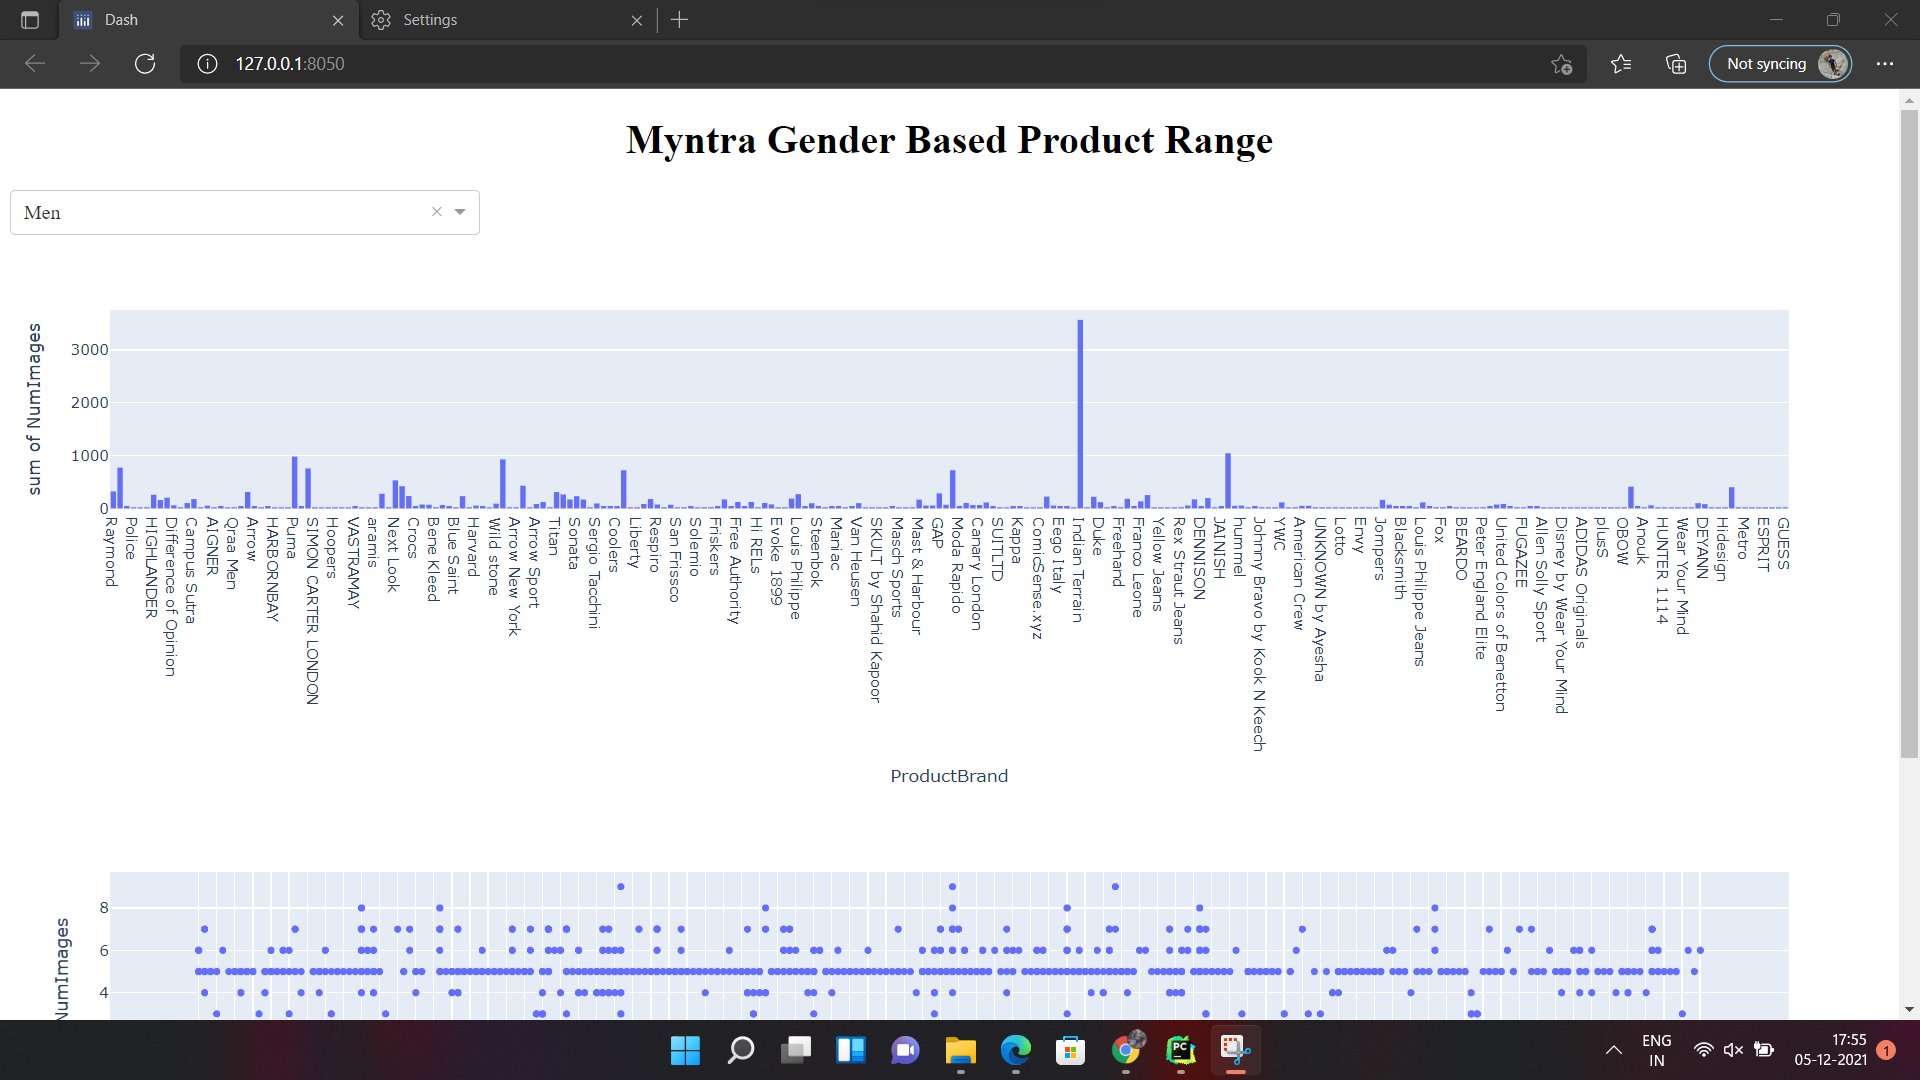 Dash
Settings
127.0.0.1:8050
Not syncing
Myntra Gender Based Product Range
Men
sum of NumImages
3000
2000
1000
0
Raymond
Police
HIGHLANDER
Difference of Opinion
Campus Sutra
AIGNER
Qraa Men
Arrow
HARBORNBAY
Puma
SIMON CARTER LONDON
Hoopers
VASTRAMAY
aramis
Next Look
Crocs
Bene Kleed
Blue Saint
Harvard
Wild stone
Arrow New York
Arrow Sport
Titan
Sonata
Sergio Tacchini
Coolers
Liberty
Respiro
San Frissco
Solemio
Friskers
Free Authority
Hi RELs
Evoke 1899
Louis Philippe
Steenbok
Maniac
Van Heusen
SKULT by Shahid Kapoor
Masch Sports
Mast & Harbour
GAP
Moda Rapido
Canary London
SUITLTD
Kappa
ComicSense.xyz
Eego Italy
Indian Terrain
Duke
Freehand
Franco Leone
Yellow Jeans
Rex Straut Jeans
DENNISON
JAINISH
hummel
Johnny Bravo by Kook N Keech
YWC
American Crew
UNKNOWN by Ayesha
Lotto
Envy
Jompers
Blacksmith
Louis Philippe Jeans
Fox
BEARDO
Peter England Elite
United Colors of Benetton
FUGAZEE
Allen Solly Sport
Disney by Wear Your Mind
ADIDAS Originals
plusS
OBOW
Anouk
HUNTER 1114
Wear Your Mind
DEYANN
Hidesign
Metro
ESPRIT
GUESS
ProductBrand
NumImages
8
6
4
PC
ENG
IN
17:55
05-12-2021
1